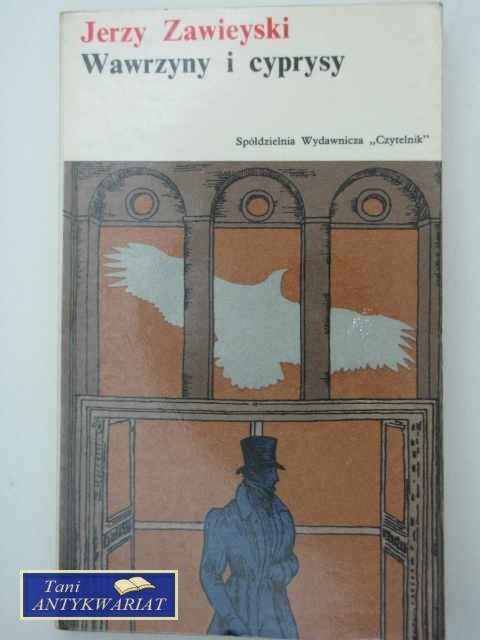 Jerzy Zawieyski
Wawrzyny i cyprysy
Spółdzielnia Wydawnicza „Czytelnik”
Tani
ANTYKWARIAT